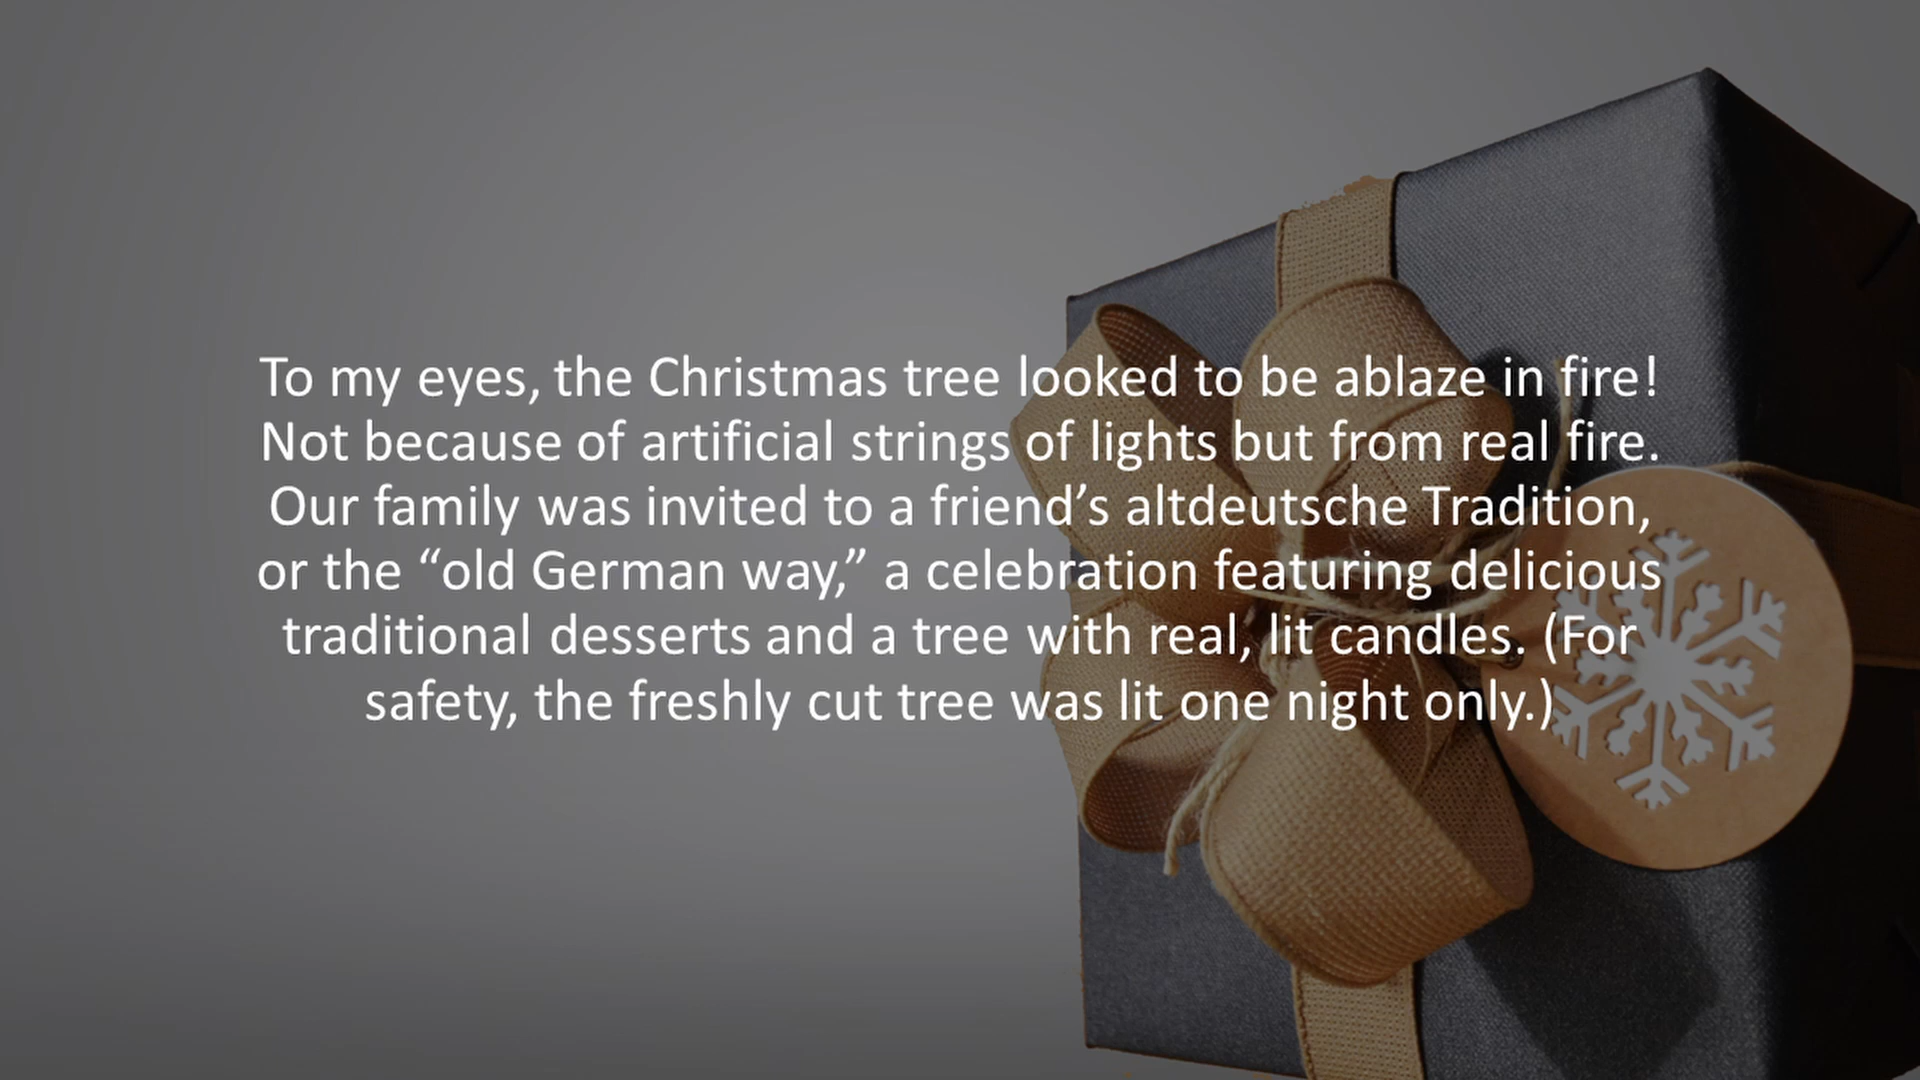 To my eyes, the Christmas tree looked to be ablaze in fire!
Not because of artificial strings of lights but from real fire.
Our family was invited to a friend’s altdeutsche Tradition,
or the “old German way,” a celebration featuring delicious
traditional desserts and a tree with real, lit candles. (For
safety, the freshly cut tree was lit one night only.)